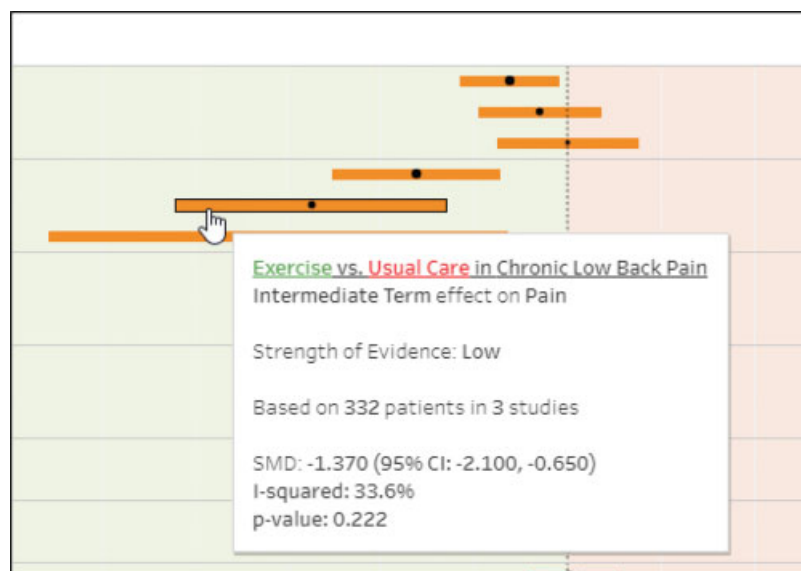 Exercise vs. Usual Care in Chronic Low Back Pain
Intermediate Term effect on Pain
Strength of Evidence: Low
Based on 332 patients in 3 studies
SMD: -1.370 (95% CI: -2.100, -0.650)
I-squared: 33.6%
p-value: 0.222